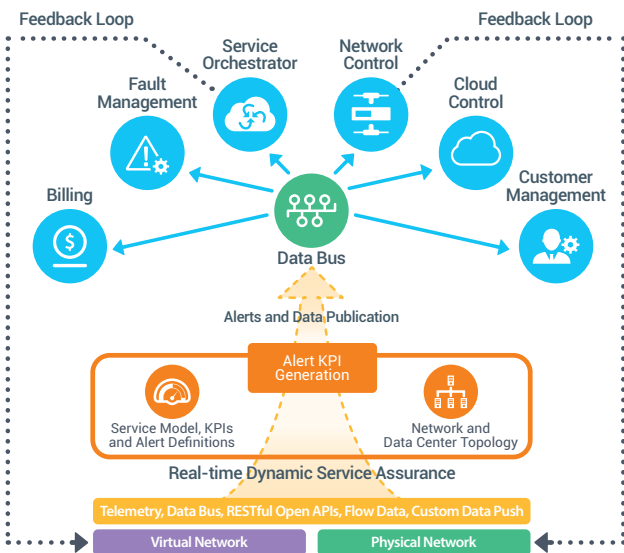 Feedback Loop
Feedback Loop
Service
Orchestrator
Network
Control
Fault
Management
Cloud
Control
Billing
Customer
Management
$
Data Bus
Alerts and Data Publication
Alert KPI
Generation
Service Model, KPIs
and Alert Definitions
Network and
Data Center Topology
Real-time Dynamic Service Assurance
Telemetry, Data Bus, RESTful Open APIs, Flow Data, Custom Data Push
Virtual Network
Physical Network